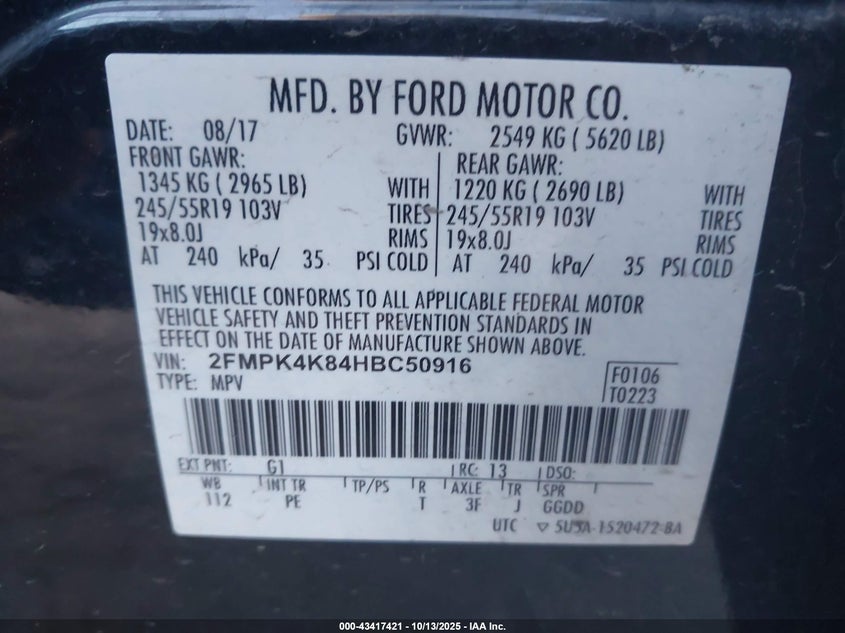 MFD. BY FORD MOTOR CO.
DATE: 08/17 GVWR: 2549 KG ( 5620 LB)
FRONT GAWR: REAR GAWR:
1345 KG ( 2965 LB) WITH 1220 KG ( 2690 LB) WITH
245/55R19 103V TIRES 245/55R19 103V TIRES
19x8.0J RIMS 19x8.0J RIMS
AT 240 kPa/ 35 PSI COLD AT 240 kPa/ 35 PSI COLD
THIS VEHICLE CONFORMS TO ALL APPLICABLE FEDERAL MOTOR
VEHICLE SAFETY AND THEFT PREVENTION STANDARDS IN
EFFECT ON THE DATE OF MANUFACTURE SHOWN ABOVE.
VIN: 2FMPK4K84HBC50916
TYPE: MPV
F0106
T0223
EXT PNT: G1 RC: 13 DSO:
WB INT TR TP/PS R AXLE TR SPR
112 PE T 3F J GGDD
UTC ▽ 5U5A-1520472-BA
000-43417421 - 10/13/2025 - IAA Inc.